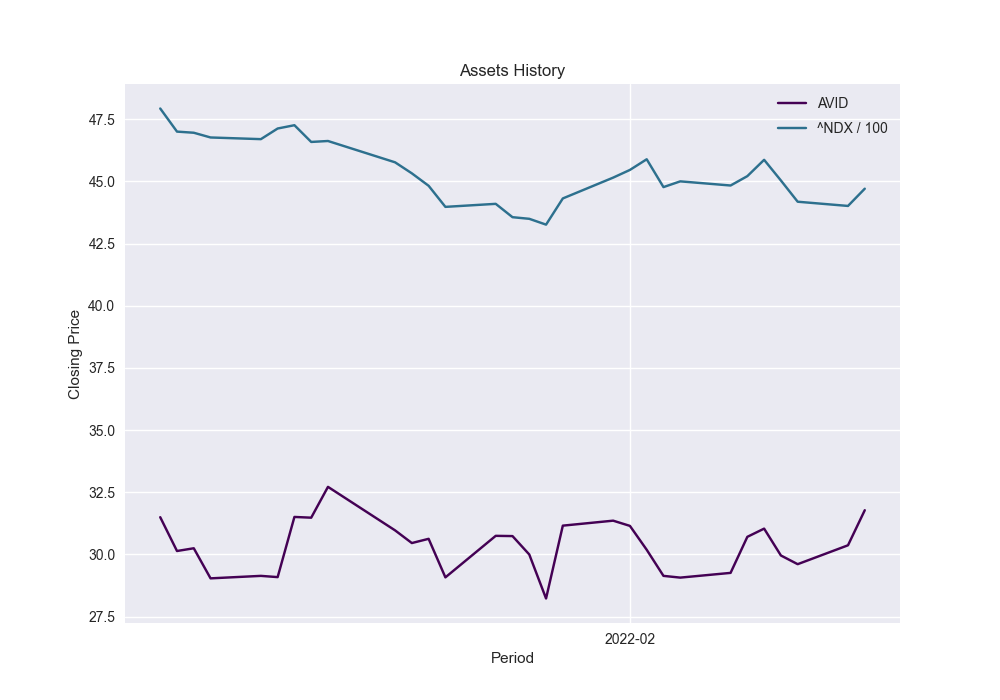 Assets History
AVID
^NDX / 100
47.5
45.0
42.5
40.0
37.5
35.0
32.5
30.0
27.5
Closing Price
2022-02
Period